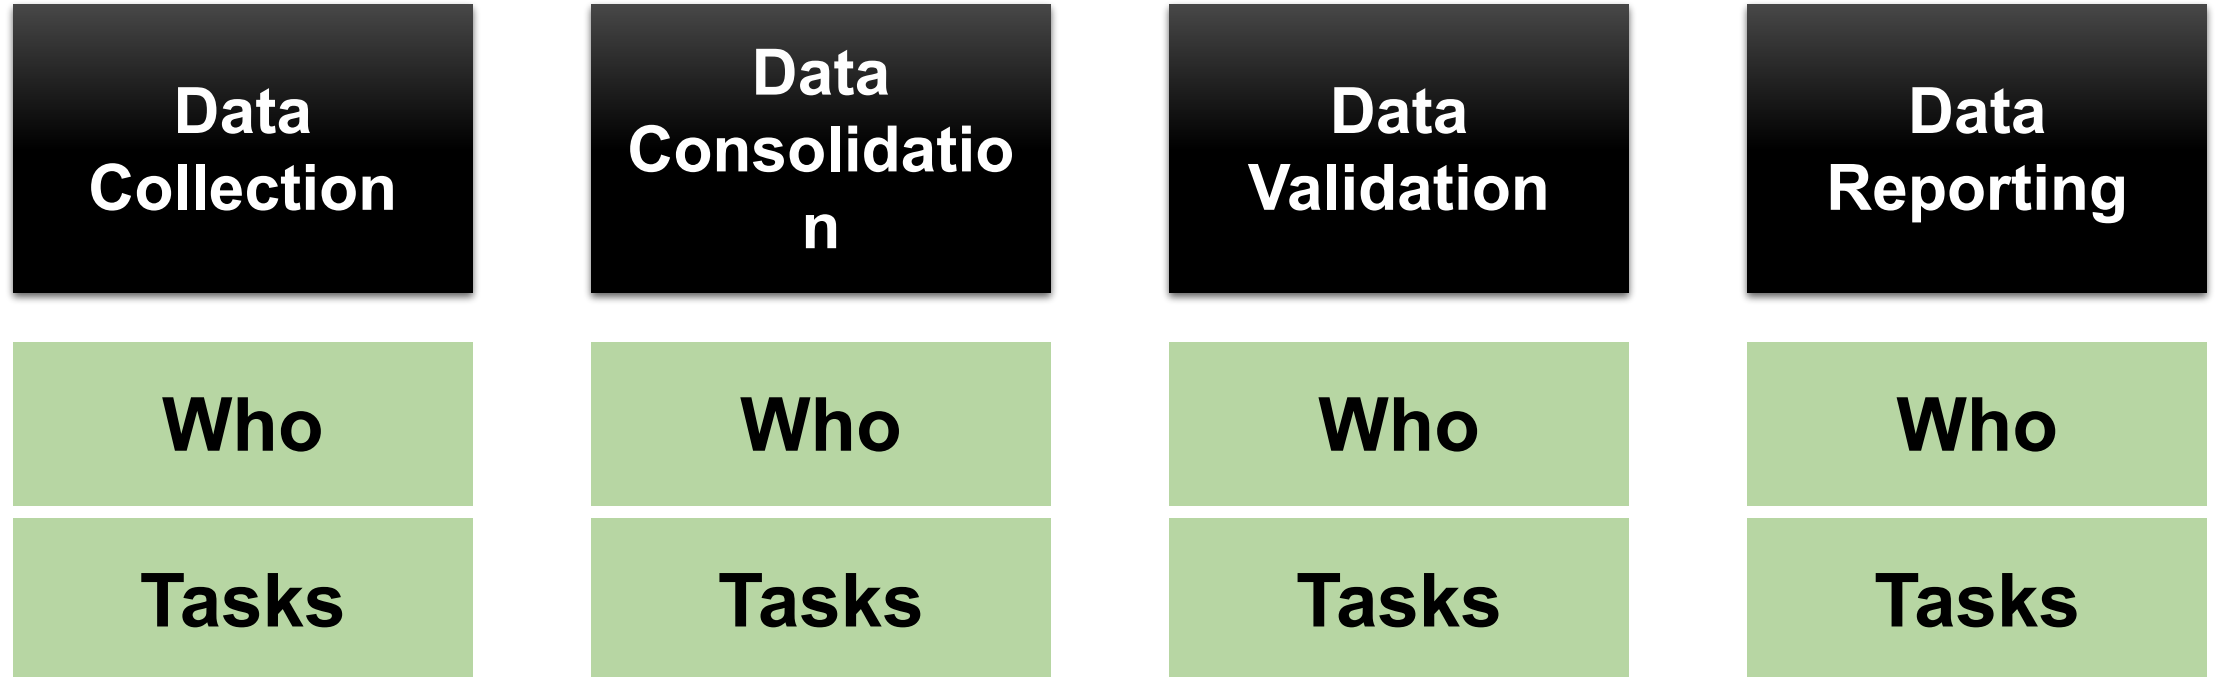 Data
Collection
Data
Consolidatio
n
Data
Validation
Data
Reporting
Who
Who
Who
Who
Tasks
Tasks
Tasks
Tasks